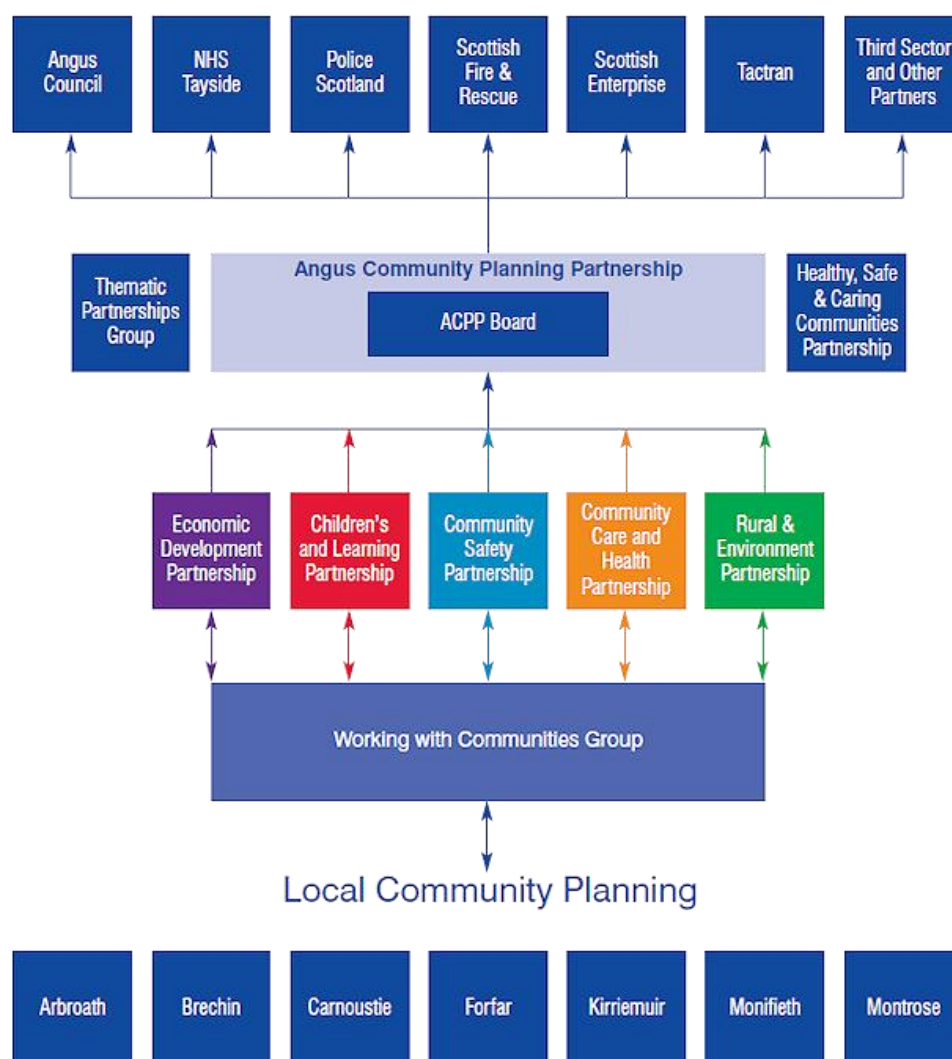 Angus
Council
NHS
Tayside
Police
Scotland
Scottish
Fire &
Rescue
Scottish
Enterprise
Tactran
Third Sector
and Other
Partners
Thematic
Partnerships
Group
Angus Community Planning Partnership
ACPP Board
Healthy, Safe
& Caring
Communities
Partnership
Economic
Development
Partnership
Children's
and Learning
Partnership
Community
Safety
Partnership
Community
Care and
Health
Partnership
Rural &
Environment
Partnership
Working with Communities Group
Local Community Planning
Arbroath
Brechin
Carnoustie
Forfar
Kirriemuir
Monifieth
Montrose